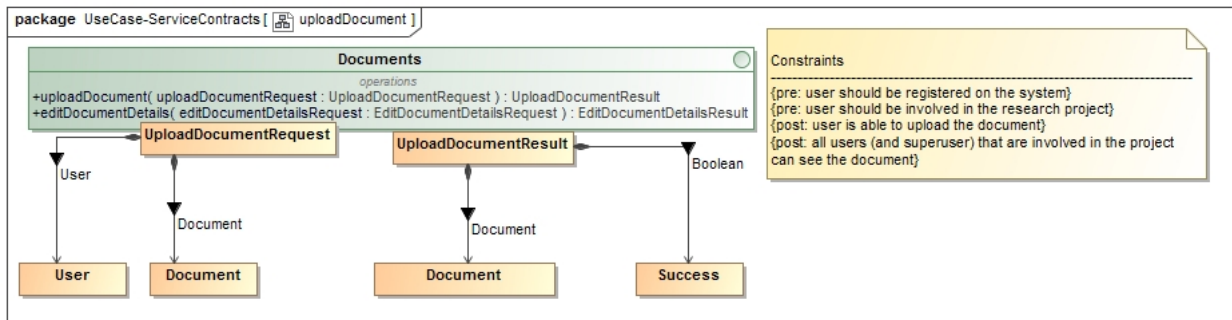 package UseCase-ServiceContracts [ uploadDocument ]
Documents
operations
+uploadDocument( uploadDocumentRequest : UploadDocumentRequest ) : UploadDocumentResult
+editDocumentDetails( editDocumentDetailsRequest : EditDocumentDetailsRequest ) : EditDocumentDetailsResult
Constraints
{pre: user should be registered on the system}
{pre: user should be involved in the research project}
{post: user is able to upload the document}
{post: all users (and superuser) that are involved in the project
can see the document}
UploadDocumentRequest
UploadDocumentResult
User
Document
Document
Boolean
User
Document
Document
Success